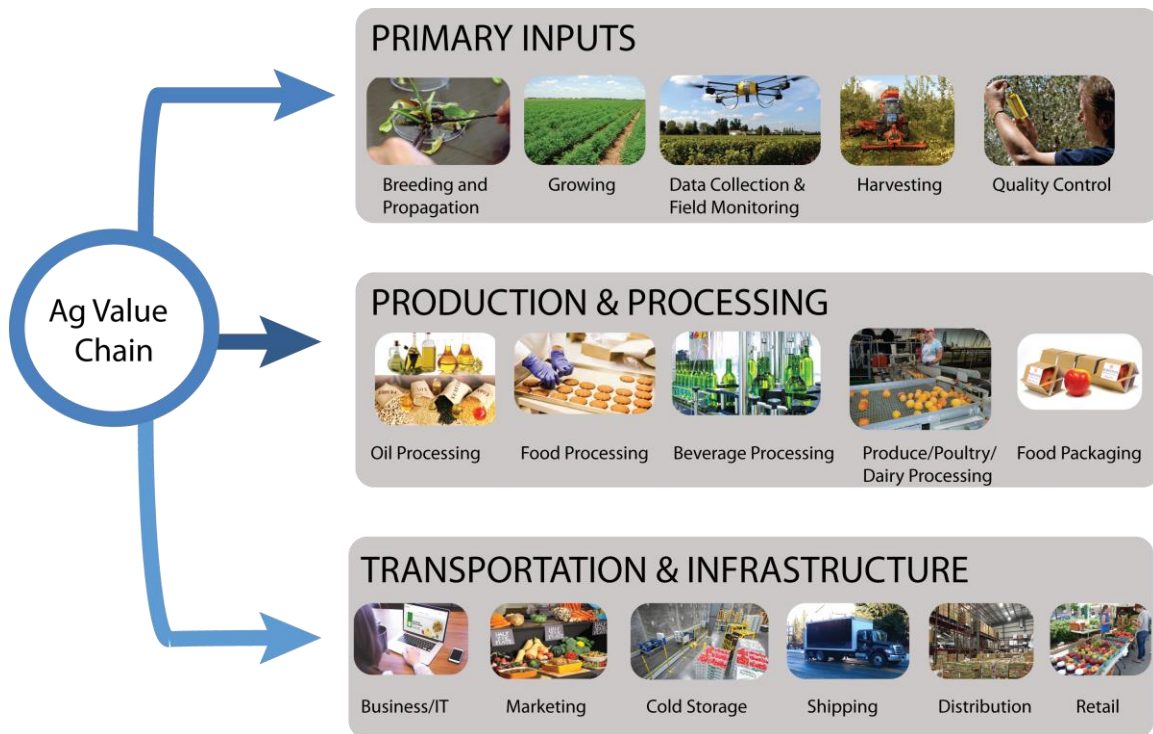 PRIMARY INPUTS
Breeding and
Propagation
Growing
Data Collection &
Field Monitoring
Harvesting
Quality Control
Ag Value
Chain
PRODUCTION & PROCESSING
Oil Processing
Food Processing
Beverage Processing
Produce/Poultry/
Dairy Processing
Food Packaging
TRANSPORTATION & INFRASTRUCTURE
Business/IT
Marketing
Cold Storage
Shipping
Distribution
Retail